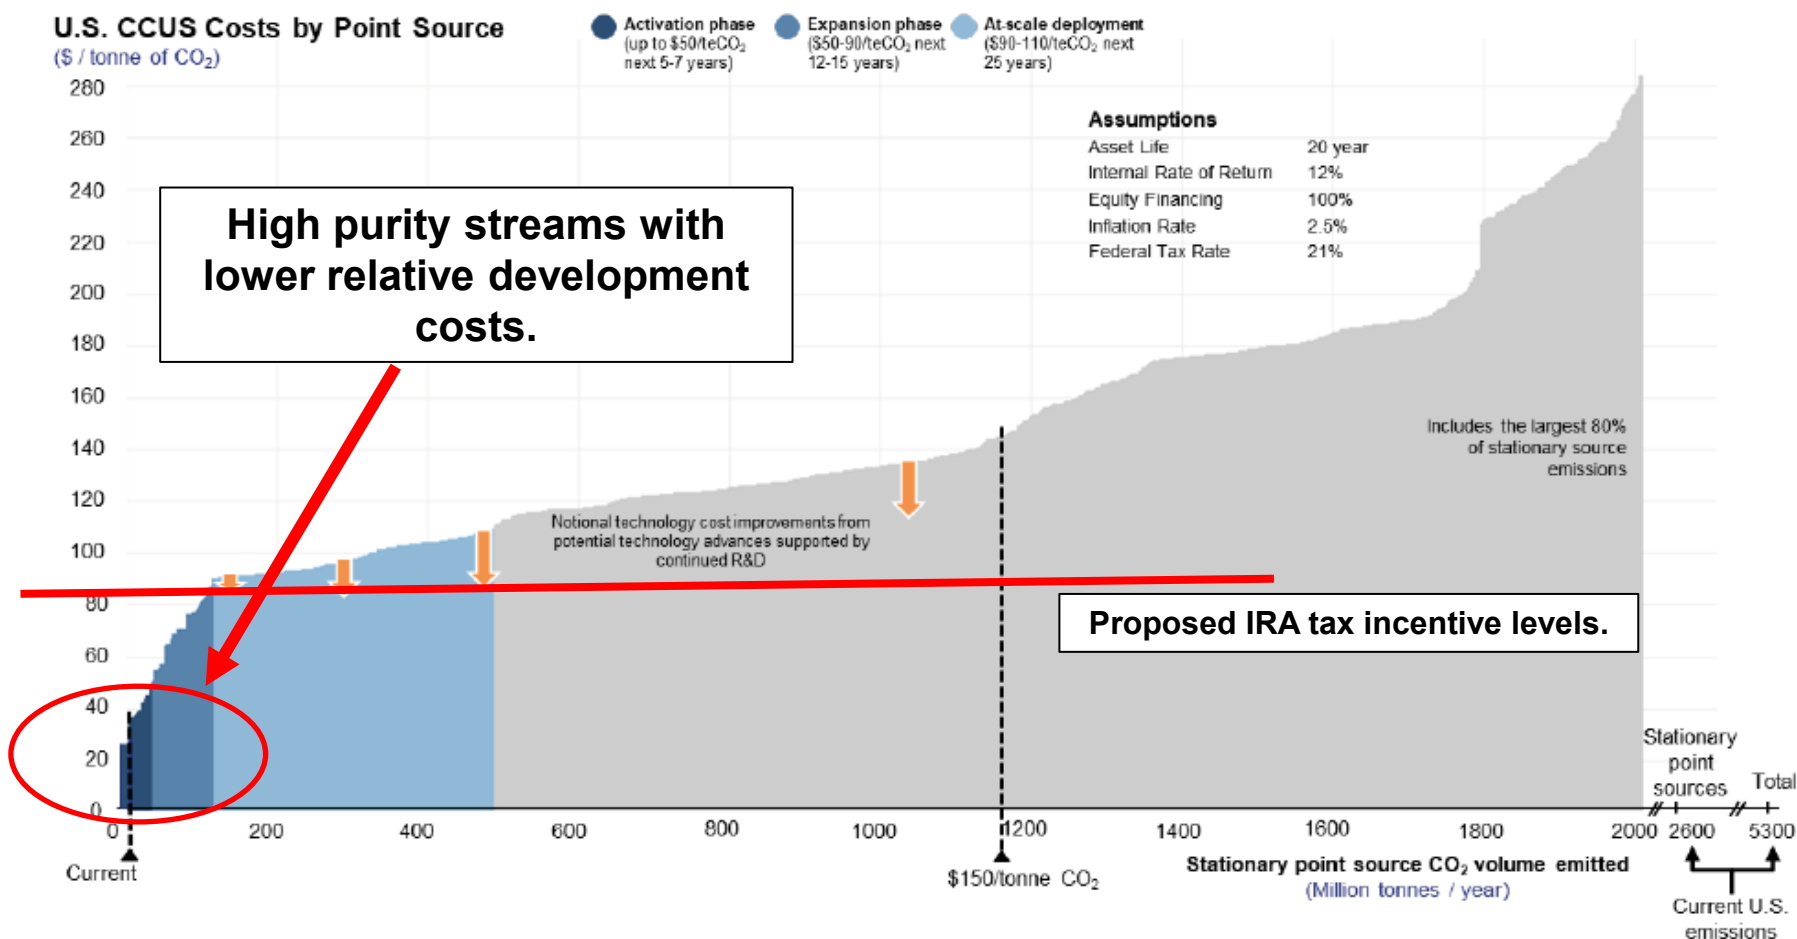 U.S. CCUS Costs by Point Source
($ / tonne of CO₂)
Activation phase
(up to $50/teCO₂
next 5-7 years)
Expansion phase
($50-90/teCO₂ next
12-15 years)
At-scale deployment
($90-110/teCO₂ next
25 years)
280
260
240
220
200
180
160
140
120
100
80
60
40
20
0
Assumptions
Asset Life 20 year
Internal Rate of Return 12%
Equity Financing 100%
Inflation Rate 2.5%
Federal Tax Rate 21%
High purity streams with
lower relative development
costs.
Includes the largest 80%
of stationary source
emissions
Notional technology cost improvements from
potential technology advances supported by
continued R&D
Proposed IRA tax incentive levels.
Stationary
point
sources
Total
0 200 400 600 800 1000 1200 1400 1600 1800 2000 2600 5300
Current
$150/tonne CO₂
Stationary point source CO₂ volume emitted
(Million tonnes / year)
Current U.S.
emissions